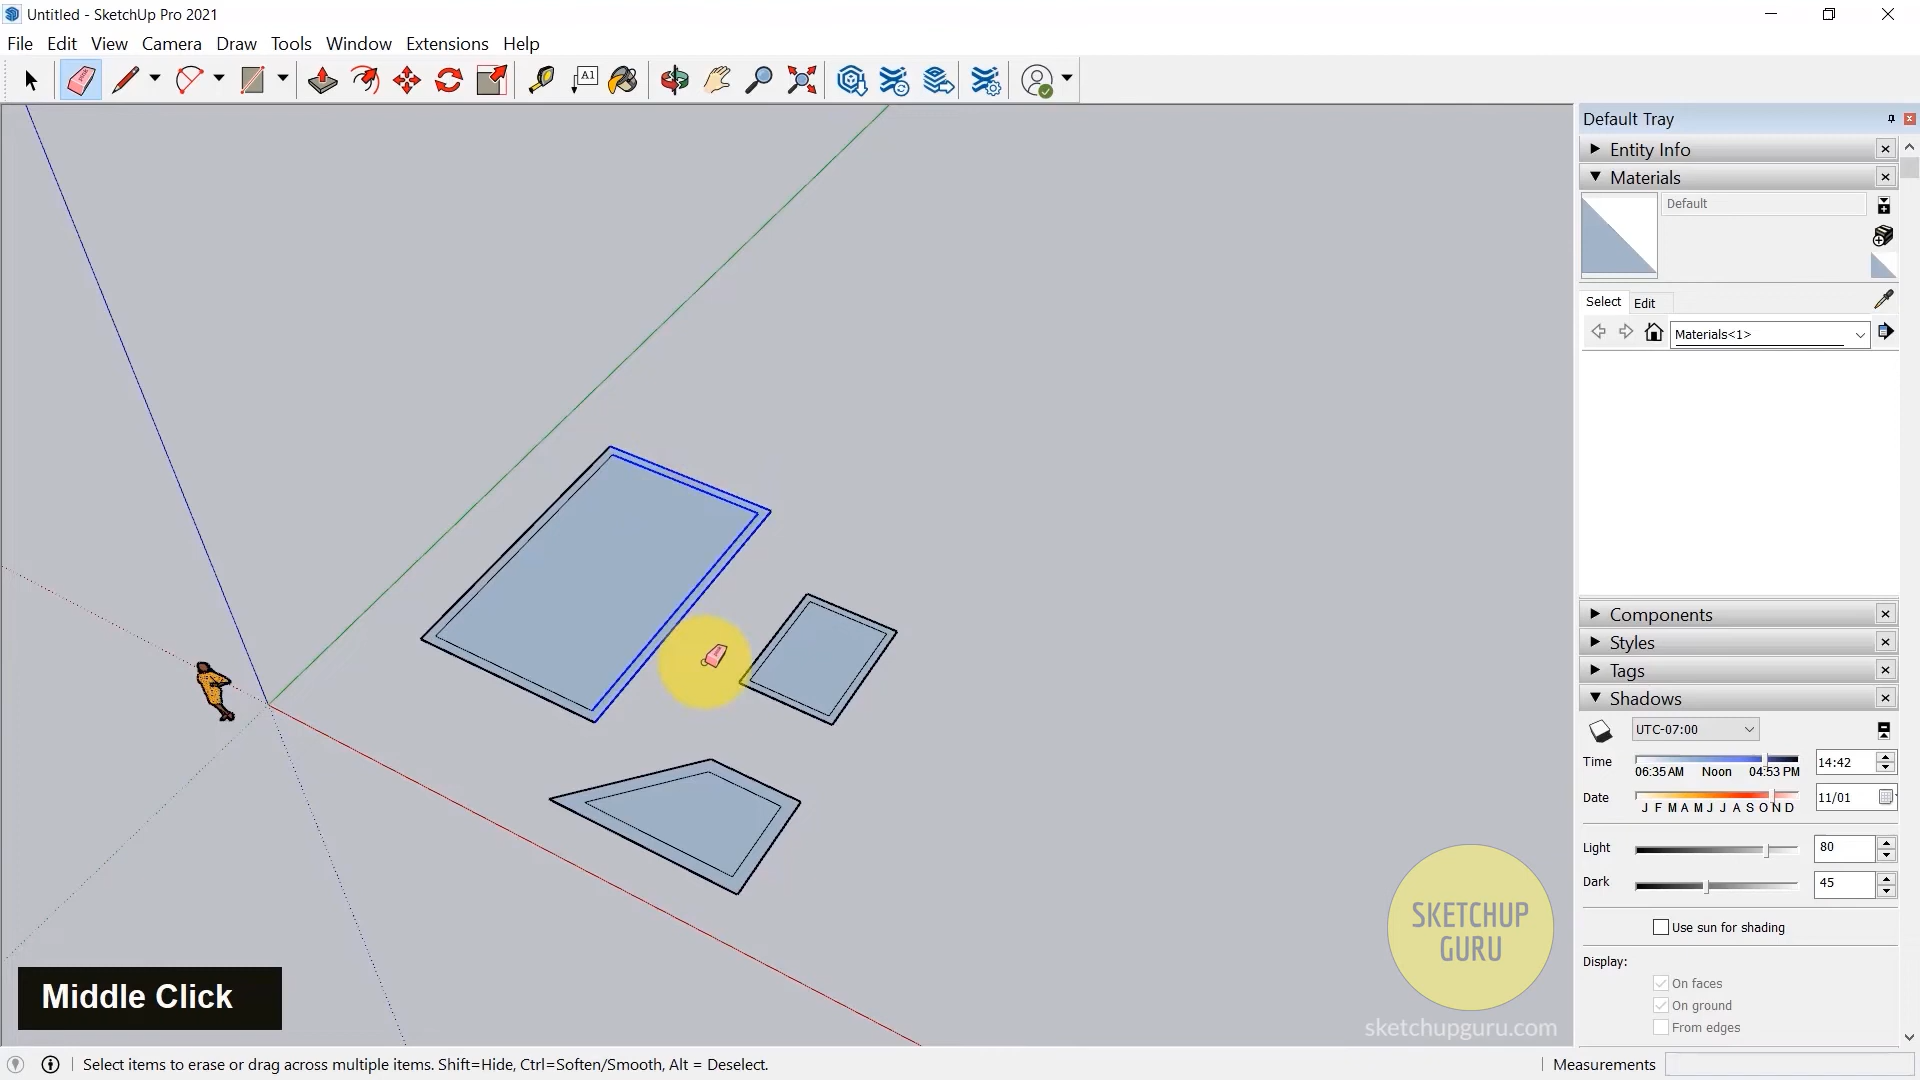 Untitled - SketchUp Pro 2021
File Edit View Camera Draw Tools Window Extensions Help
A1
Default Tray
Entity Info
Materials
Default
Select Edit
Materials<1>
Components
Styles
Tags
Shadows
UTC-07:00
Time 14:42
06:35 AM Noon 04:53 PM
Date 11/01
J F M A M J J A S O N D
Light 80
Dark 45
Use sun for shading
Display:
On faces
On ground
From edges
SKETCHUP
GURU
sketchupguru.com
Middle Click
Select items to erase or drag across multiple items. Shift=Hide, Ctrl=Soften/Smooth, Alt = Deselect.
Measurements